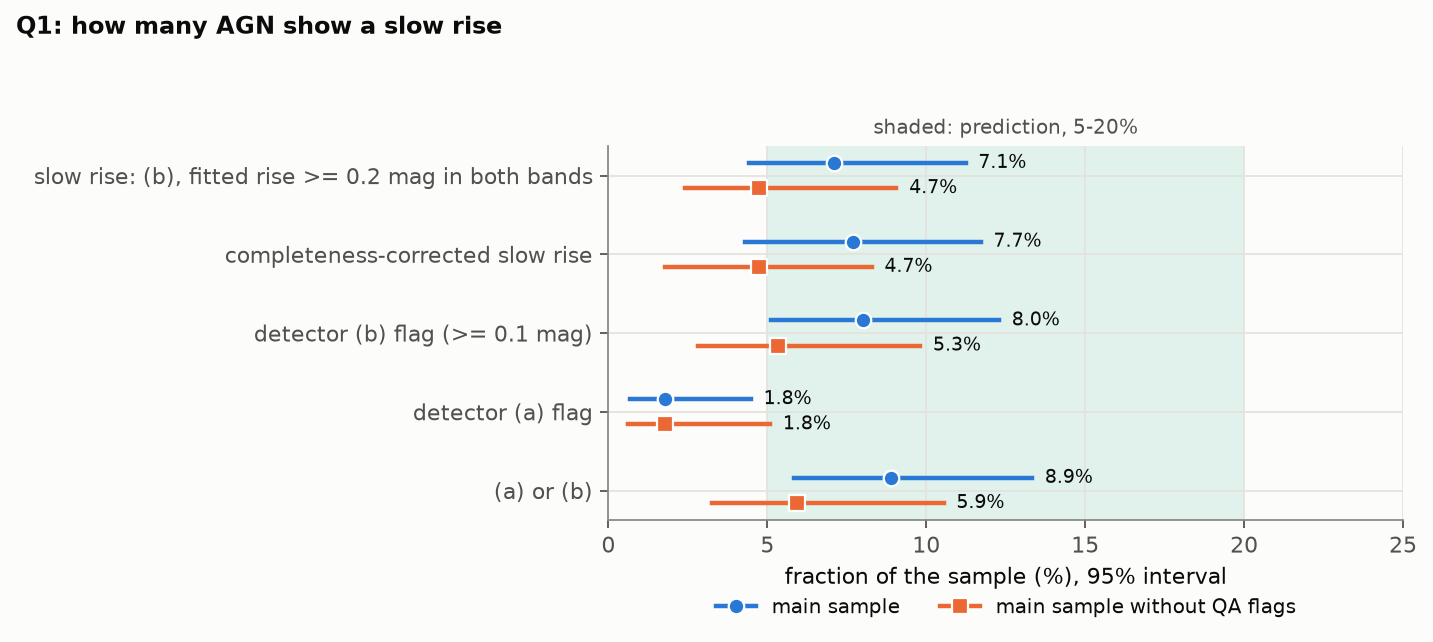 Q1: how many AGN show a slow rise
shaded: prediction, 5-20%
slow rise: (b), fitted rise >= 0.2 mag in both bands
7.1%
4.7%
completeness-corrected slow rise
7.7%
4.7%
detector (b) flag (>= 0.1 mag)
8.0%
5.3%
detector (a) flag
1.8%
1.8%
(a) or (b)
8.9%
5.9%
0 5 10 15 20 25
fraction of the sample (%), 95% interval
main sample main sample without QA flags